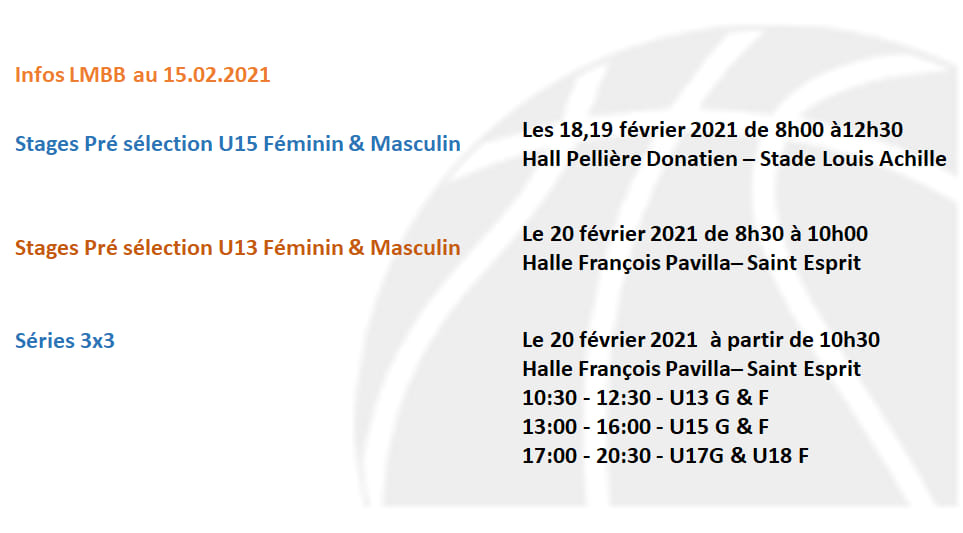 Infos LMBB au 15.02.2021
Stages Pré sélection U15 Féminin & Masculin
Les 18,19 février 2021 de 8h00 à12h30
Hall Pellière Donatien – Stade Louis Achille
Stages Pré sélection U13 Féminin & Masculin
Le 20 février 2021 de 8h30 à 10h00
Halle François Pavilla– Saint Esprit
Séries 3x3
Le 20 février 2021  à partir de 10h30
Halle François Pavilla– Saint Esprit
10:30 - 12:30 - U13 G & F
13:00 - 16:00 - U15 G & F
17:00 - 20:30 - U17G & U18 F